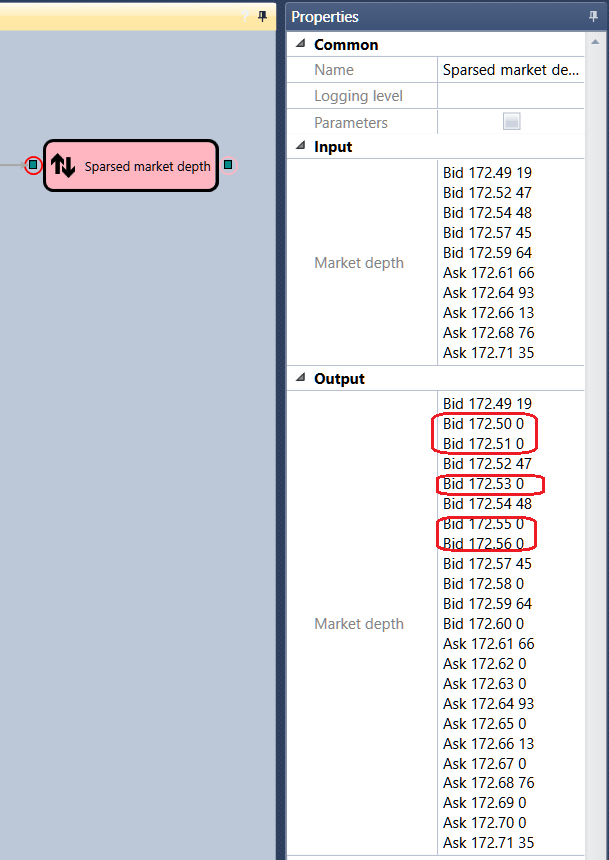 Properties
Common
Name Sparsed market de...
Logging level
Parameters
Sparsed market depth
Input
Market depth
Bid 172.49 19
Bid 172.52 47
Bid 172.54 48
Bid 172.57 45
Bid 172.59 64
Ask 172.61 66
Ask 172.64 93
Ask 172.66 13
Ask 172.68 76
Ask 172.71 35
Output
Market depth
Bid 172.49 19
Bid 172.50 0
Bid 172.51 0
Bid 172.52 47
Bid 172.53 0
Bid 172.54 48
Bid 172.55 0
Bid 172.56 0
Bid 172.57 45
Bid 172.58 0
Bid 172.59 64
Bid 172.60 0
Ask 172.61 66
Ask 172.62 0
Ask 172.63 0
Ask 172.64 93
Ask 172.65 0
Ask 172.66 13
Ask 172.67 0
Ask 172.68 76
Ask 172.69 0
Ask 172.70 0
Ask 172.71 35